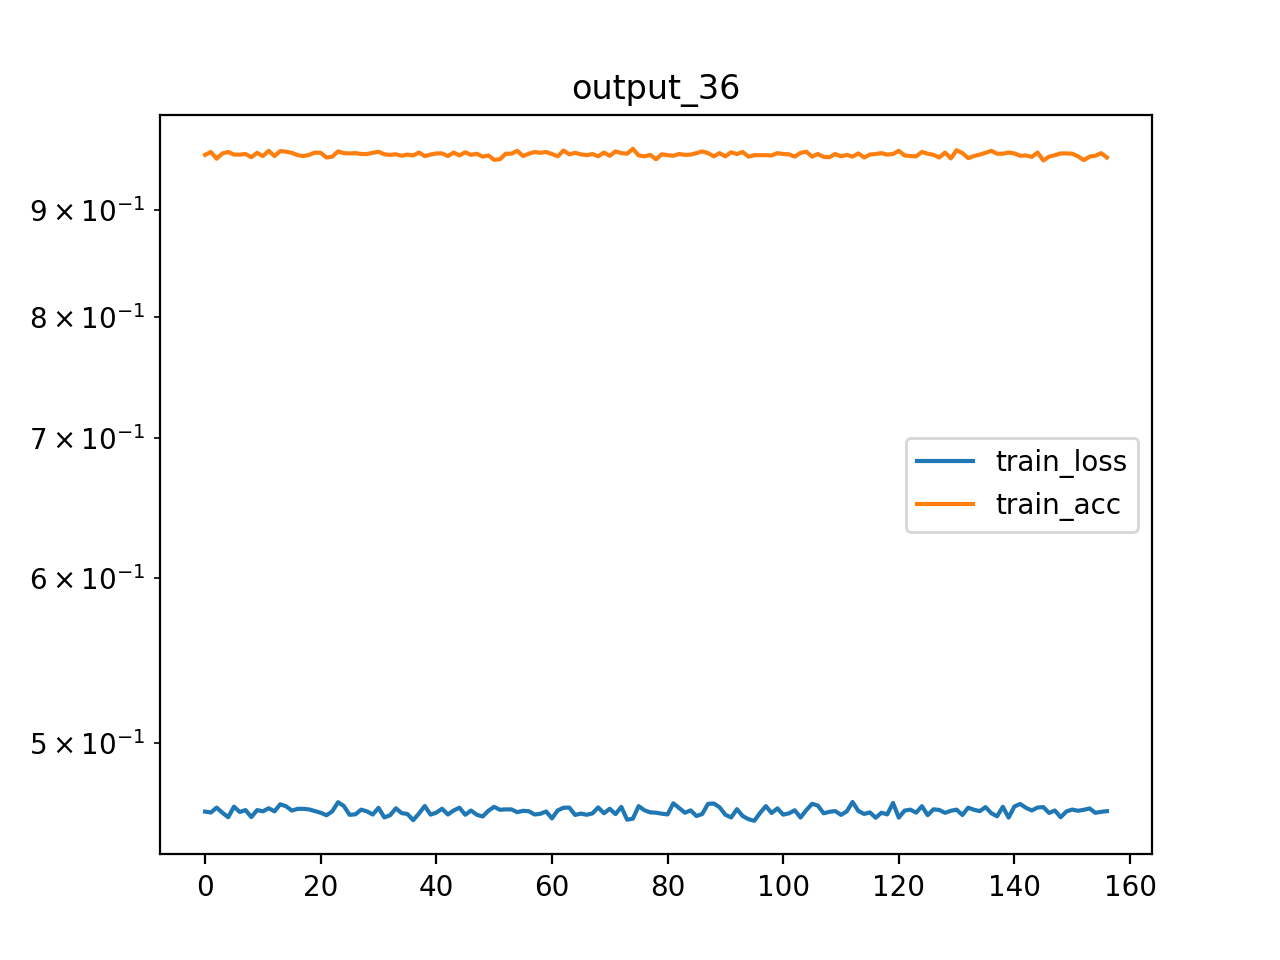 output_36
9 × 10⁻¹
8 × 10⁻¹
7 × 10⁻¹
6 × 10⁻¹
5 × 10⁻¹
train_loss
train_acc
0 20 40 60 80 100 120 140 160